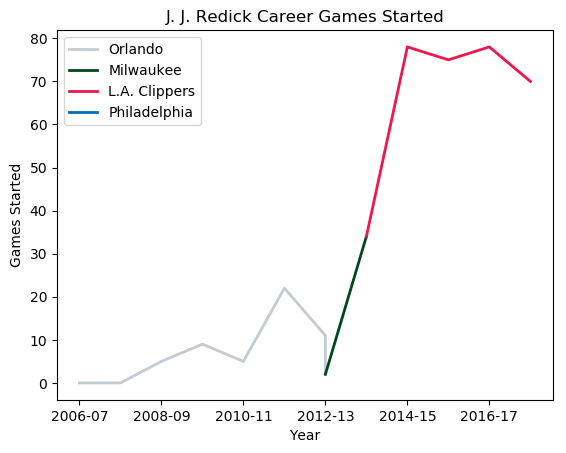 J. J. Redick Career Games Started
Orlando
Milwaukee
L.A. Clippers
Philadelphia
80
70
60
50
40
30
20
10
0
Games Started
2006-07 2008-09 2010-11 2012-13 2014-15 2016-17
Year